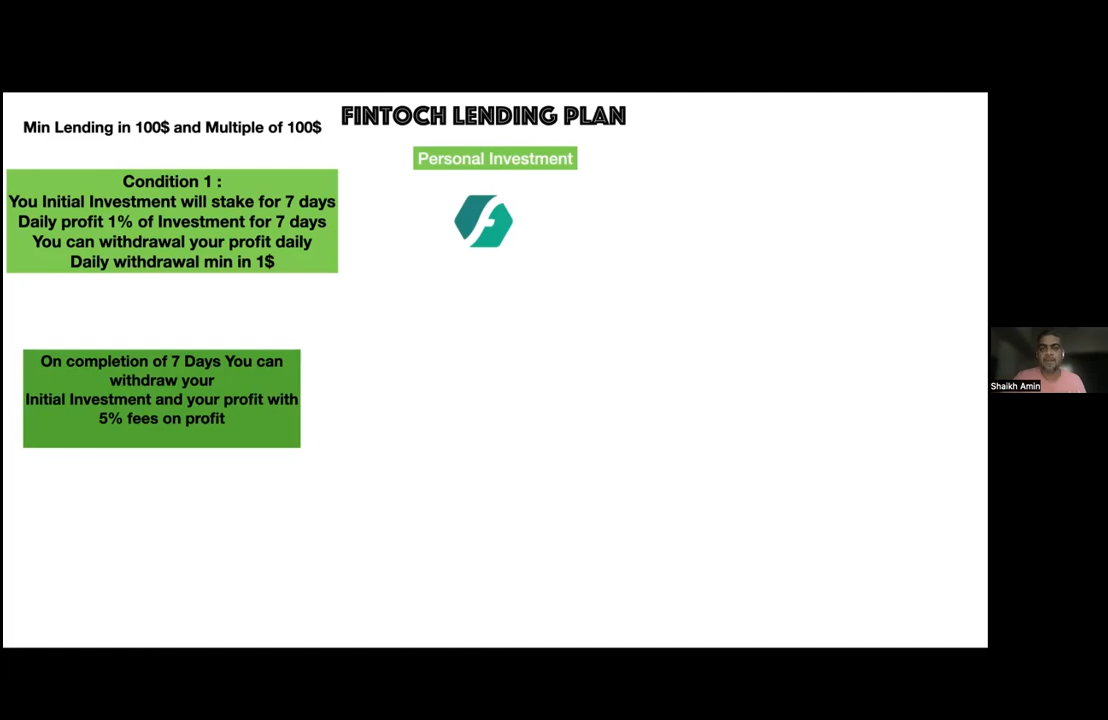 FINTOCH LENDING PLAN
Min Lending in 100$ and Multiple of 100$
Personal Investment
Condition 1 :
You Initial Investment will stake for 7 days
Daily profit 1% of Investment for 7 days
You can withdrawal your profit daily
Daily withdrawal min in 1$
On completion of 7 Days You can
withdraw your
Initial Investment and your profit with
5% fees on profit
Shaikh Amin